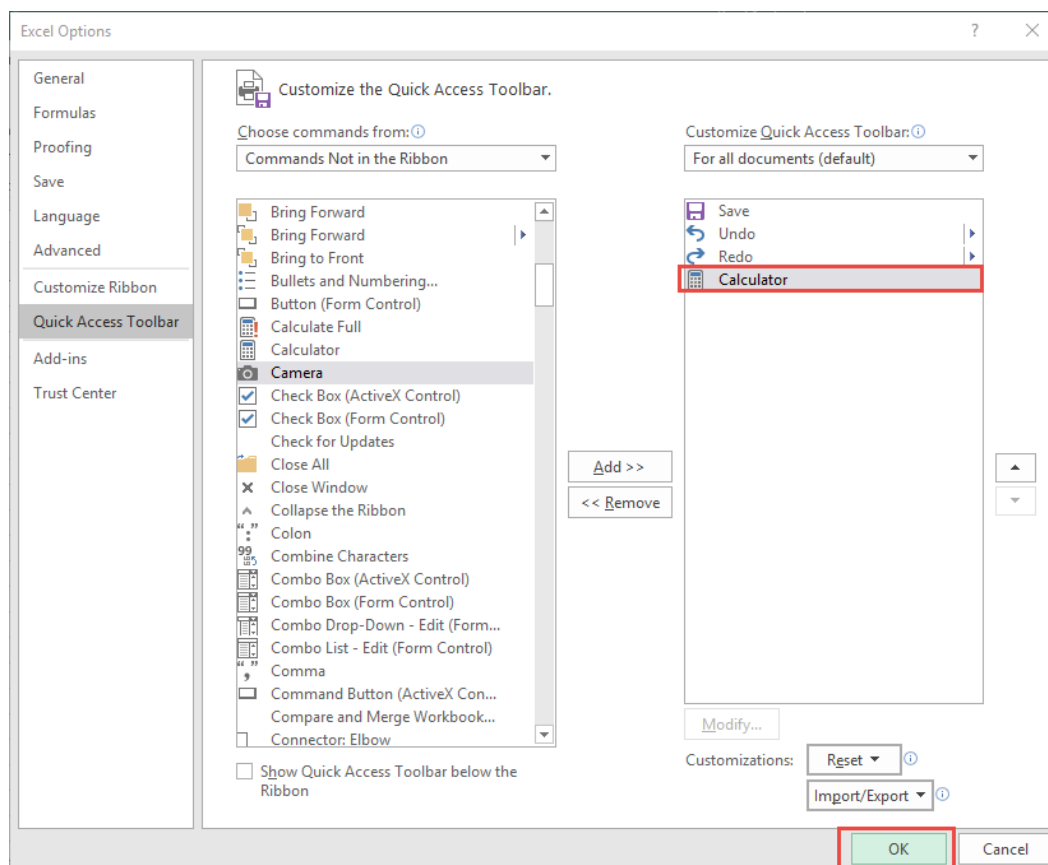 Excel Options
?
General
Formulas
Proofing
Save
Language
Advanced
Customize Ribbon
Quick Access Toolbar
Add-ins
Trust Center
Customize the Quick Access Toolbar.
Choose commands from:
Commands Not in the Ribbon
Bring Forward
Bring Forward
Bring to Front
Bullets and Numbering...
Button (Form Control)
Calculate Full
Calculator
Camera
Check Box (ActiveX Control)
Check Box (Form Control)
Check for Updates
Close All
Close Window
Collapse the Ribbon
Colon
Combine Characters
Combo Box (ActiveX Control)
Combo Box (Form Control)
Combo Drop-Down - Edit (Form...
Combo List - Edit (Form Control)
Comma
Command Button (ActiveX Con...
Compare and Merge Workbook...
Connector: Elbow
Show Quick Access Toolbar below the
Ribbon
Add >>
<< Remove
Customize Quick Access Toolbar:
For all documents (default)
Save
Undo
Redo
Calculator
Modify...
Customizations:
Reset
Import/Export
OK
Cancel